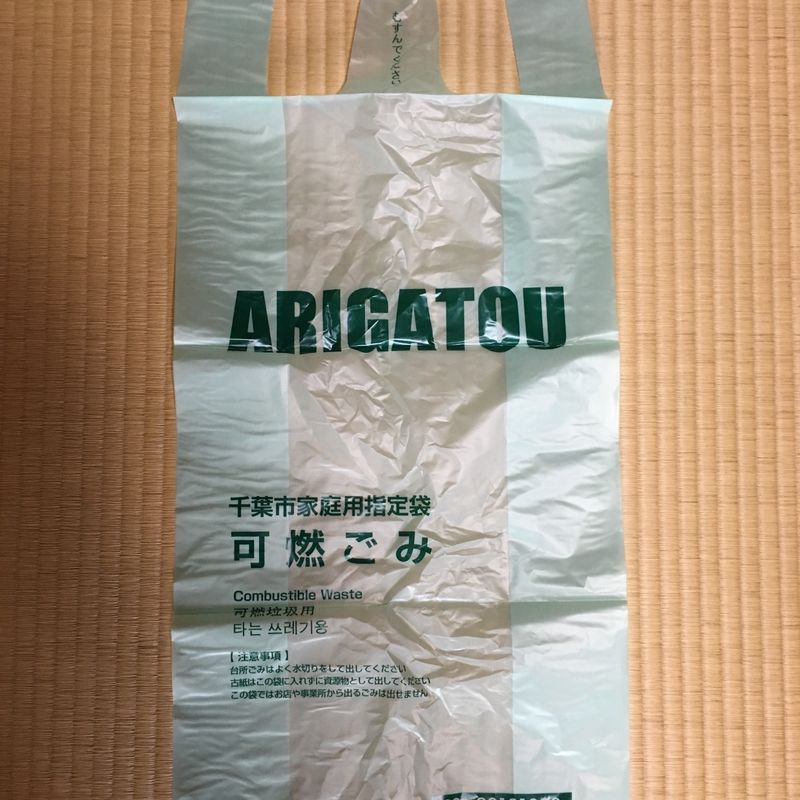 むすんでくださ
ARIGATOU
千葉市家庭用指定袋
可燃ごみ
Combustible Waste
可燃垃圾用
타는 쓰레기용
【注意事項】
台所ごみはよく水切りをして出してください
古紙はこの袋に入れずに資源物として出してください
この袋ではお店や事業所から出るごみは出せません